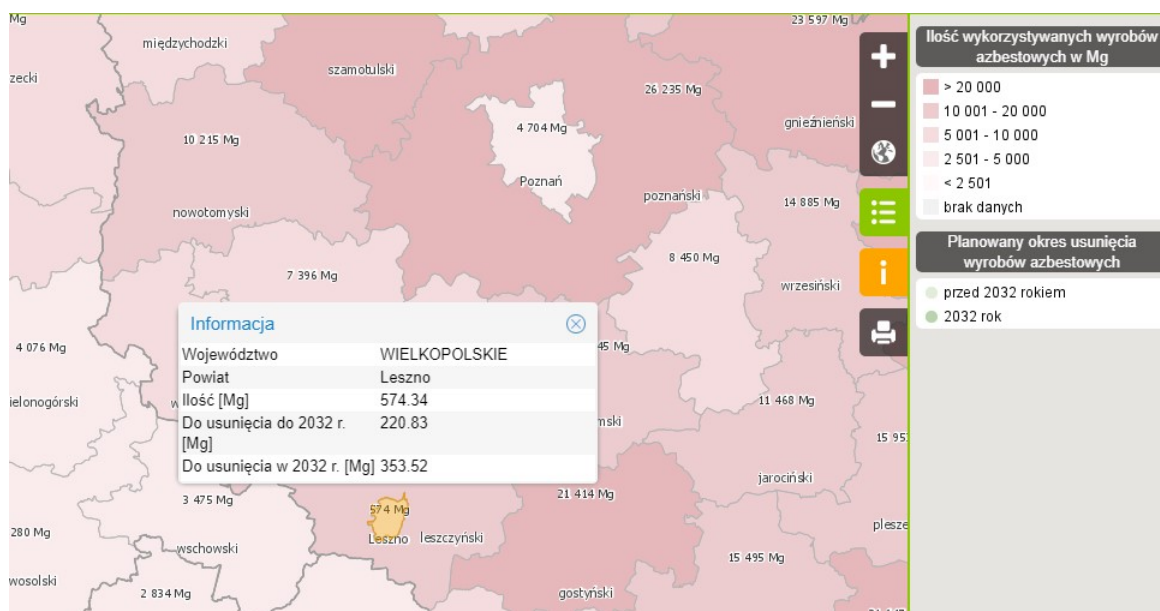 Mg
23 597 Mg
międzychodzki
zecki
szamotulski
26 235 Mg
4 704 Mg
gnieźnieński
10 215 Mg
Poznań
poznański
14 885 Mg
nowotomyski
8 450 Mg
7 396 Mg
wrzesiński
Informacja
Województwo WIELKOPOLSKIE
Powiat Leszno
Ilość [Mg] 574.34
Do usunięcia do 2032 r. 220.83
[Mg]
Do usunięcia w 2032 r. [Mg] 353.52
4 076 Mg
45 Mg
ielonogórski
w
11 468 Mg
mski
15 95
jarociński
3 475 Mg
21 414 Mg
574 Mg
280 Mg
Leszno
leszczyński
plesze
wschowski
15 495 Mg
wosolski
2 834 Mg
gostyński
Ilość wykorzystywanych wyrobów
azbestowych w Mg
> 20 000
10 001 - 20 000
5 001 - 10 000
2 501 - 5 000
< 2 501
brak danych
Planowany okres usunięcia
wyrobów azbestowych
przed 2032 rokiem
2032 rok